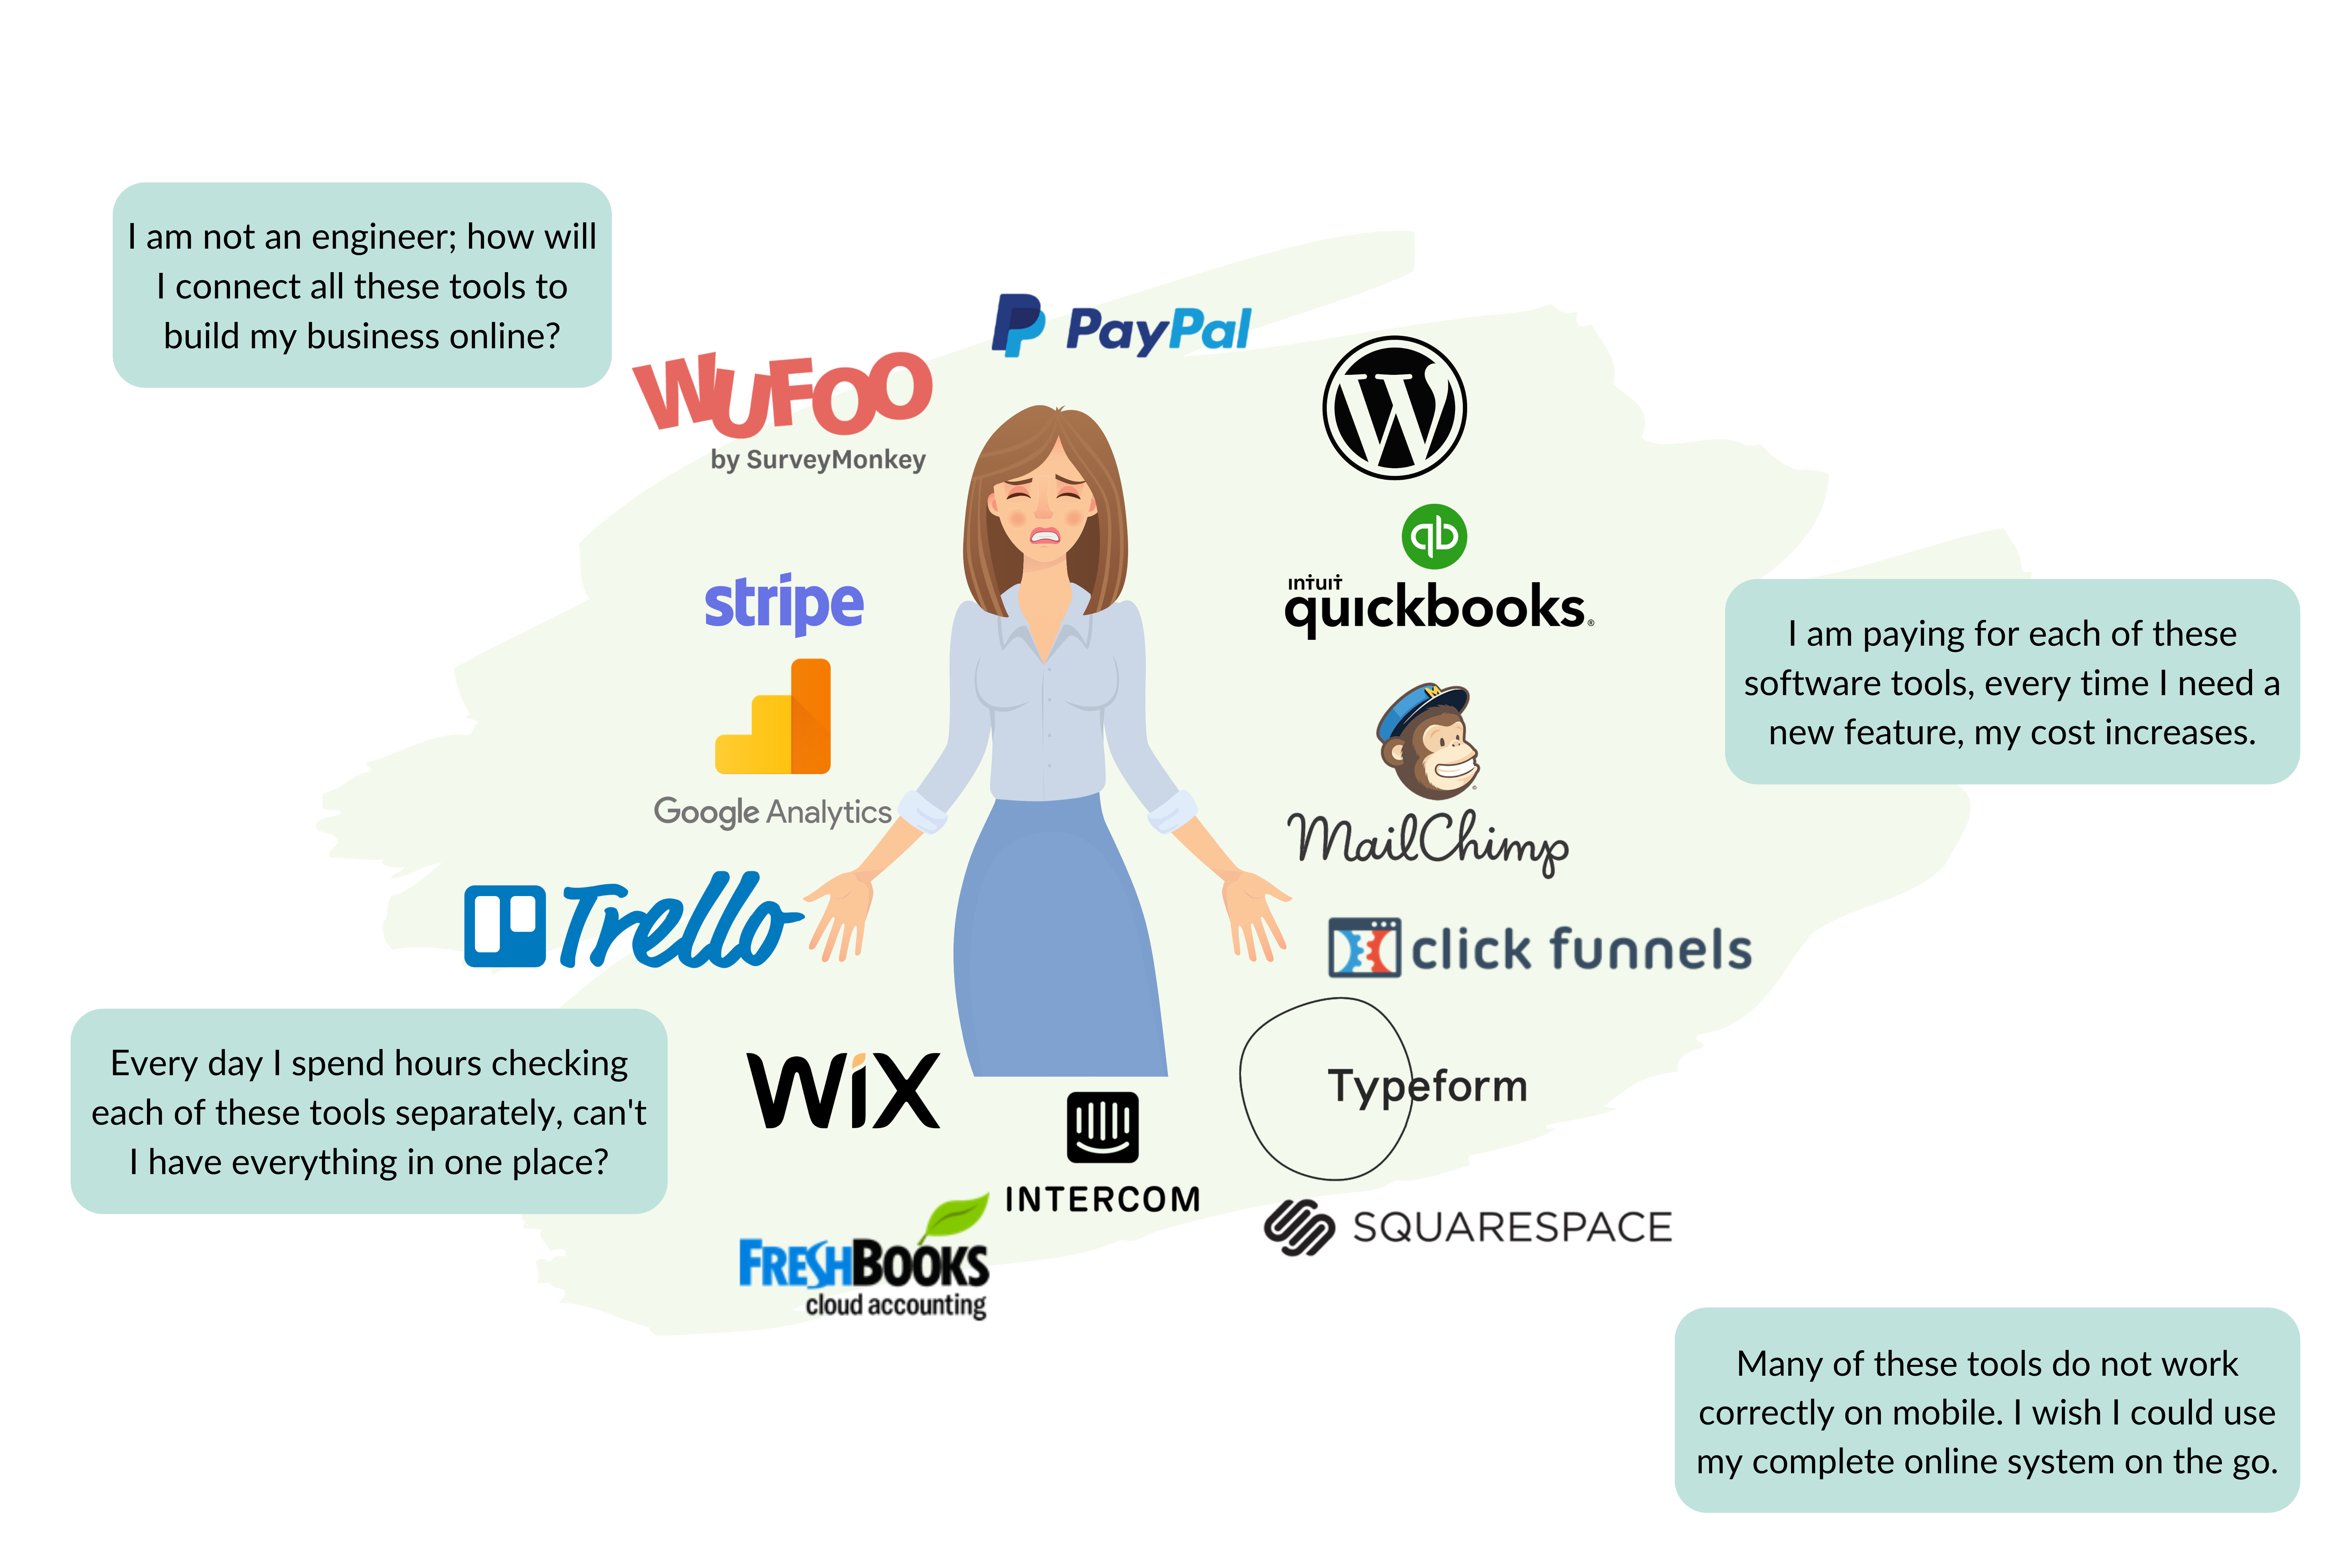 I am not an engineer; how will
I connect all these tools to
build my business online?
PayPal
WUFOO
by SurveyMonkey
W
stripe
qb
intuit
quickbooks®
I am paying for each of these
software tools, every time I need a
new feature, my cost increases.
Google Analytics
M
MailChimp®
Trello
click funnels
Every day I spend hours checking
each of these tools separately, can't
I have everything in one place?
WiX
Typeform
INTERCOM
SQUARESPACE
FRESHBOOKS
cloud accounting
Many of these tools do not work
correctly on mobile. I wish I could use
my complete online system on the go.